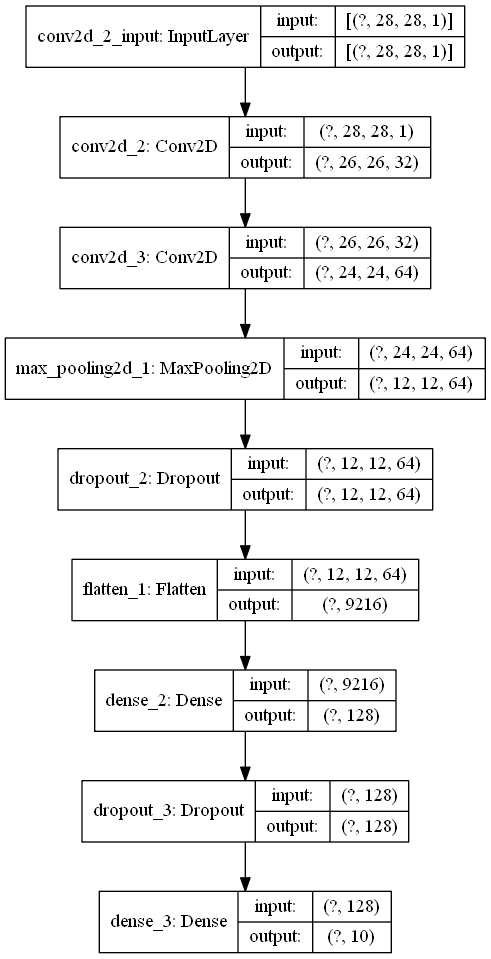 conv2d_2_input: InputLayer
input: [(?, 28, 28, 1)]
output: [(?, 28, 28, 1)]
conv2d_2: Conv2D
input: (?, 28, 28, 1)
output: (?, 26, 26, 32)
conv2d_3: Conv2D
input: (?, 26, 26, 32)
output: (?, 24, 24, 64)
max_pooling2d_1: MaxPooling2D
input: (?, 24, 24, 64)
output: (?, 12, 12, 64)
dropout_2: Dropout
input: (?, 12, 12, 64)
output: (?, 12, 12, 64)
flatten_1: Flatten
input: (?, 12, 12, 64)
output: (?, 9216)
dense_2: Dense
input: (?, 9216)
output: (?, 128)
dropout_3: Dropout
input: (?, 128)
output: (?, 128)
dense_3: Dense
input: (?, 128)
output: (?, 10)